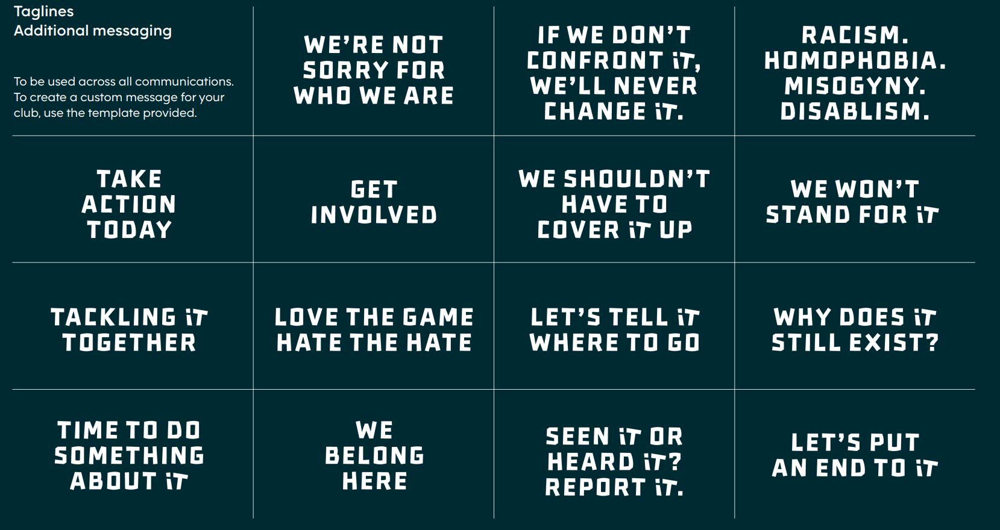 Taglines
Additional messaging
To be used across all communications.
To create a custom message for your
club, use the template provided.
WE'RE NOT
SORRY FOR
WHO WE ARE
IF WE DON'T
CONFRONT iT,
WE'LL NEVER
CHANGE iT.
RACISM.
HOMOPHOBIA.
MISOGYNY.
DISABLISM.
TAKE
ACTION
TODAY
GET
INVOLVED
WE SHOULDN'T
HAVE TO
COVER iT UP
WE WON'T
STAND FOR iT
TACKLING iT
TOGETHER
LOVE THE GAME
HATE THE HATE
LET'S TELL iT
WHERE TO GO
WHY DOES iT
STILL EXIST?
TIME TO DO
SOMETHING
ABOUT iT
WE
BELONG
HERE
SEEN iT OR
HEARD iT?
REPORT iT.
LET'S PUT
AN END TO iT